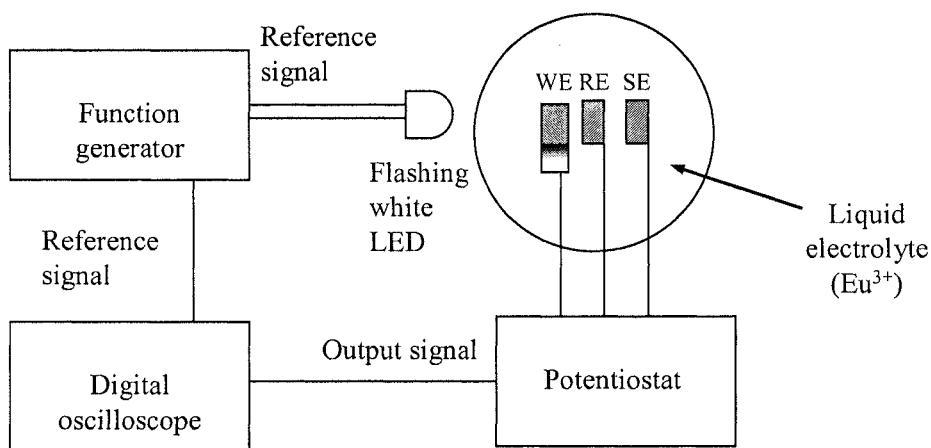 Reference
signal
Function
generator
WE RE SE
Flashing
white
LED
Liquid
electrolyte
(Eu³⁺)
Reference
signal
Output signal
Digital
oscilloscope
Potentiostat